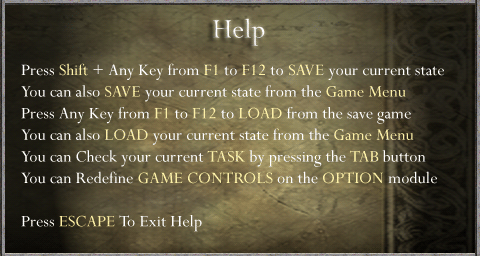 Help
Press Shift + Any Key from F1 to F12 to SAVE your current state
You can also SAVE your current state from the Game Menu
Press Any Key from F1 to F12 to LOAD from the save game
You can also LOAD your current state from the Game Menu
You can Check your current TASK by pressing the TAB button
You can Redefine GAME CONTROLS on the OPTION module
Press ESCAPE To Exit Help